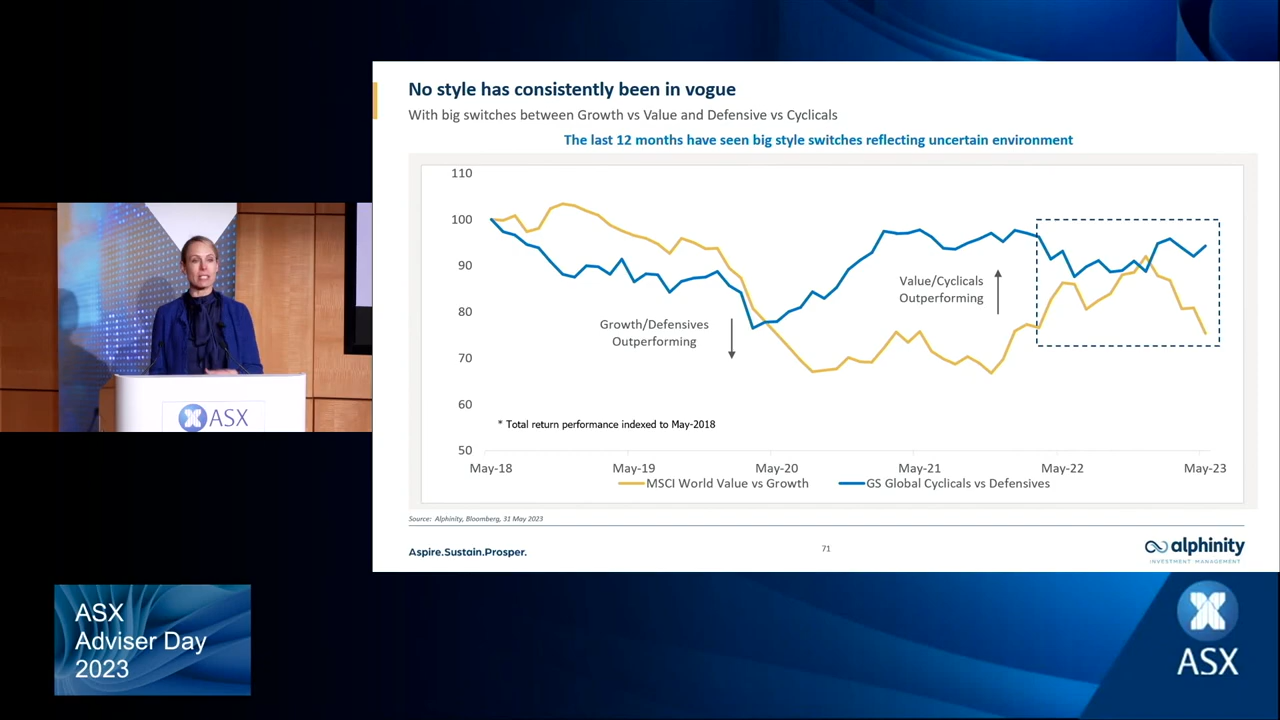 No style has consistently been in vogue
With big switches between Growth vs Value and Defensive vs Cyclicals
The last 12 months have seen big style switches reflecting uncertain environment
110
100
90
80
70
60
50
Value/Cyclicals
Outperforming
Growth/Defensives
Outperforming
* Total return performance indexed to May-2018
May-18
May-19
May-20
May-21
May-22
May-23
MSCI World Value vs Growth
GS Global Cyclicals vs Defensives
Source: Alphinity, Bloomberg, 31 May 2023
Aspire.Sustain.Prosper.
71
alphinity
INVESTMENT MANAGEMENT
ASX
ASX
Adviser Day
2023
ASX